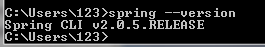 C:\Users\123>spring --version
Spring CLI v2.0.5.RELEASE
C:\Users\123>